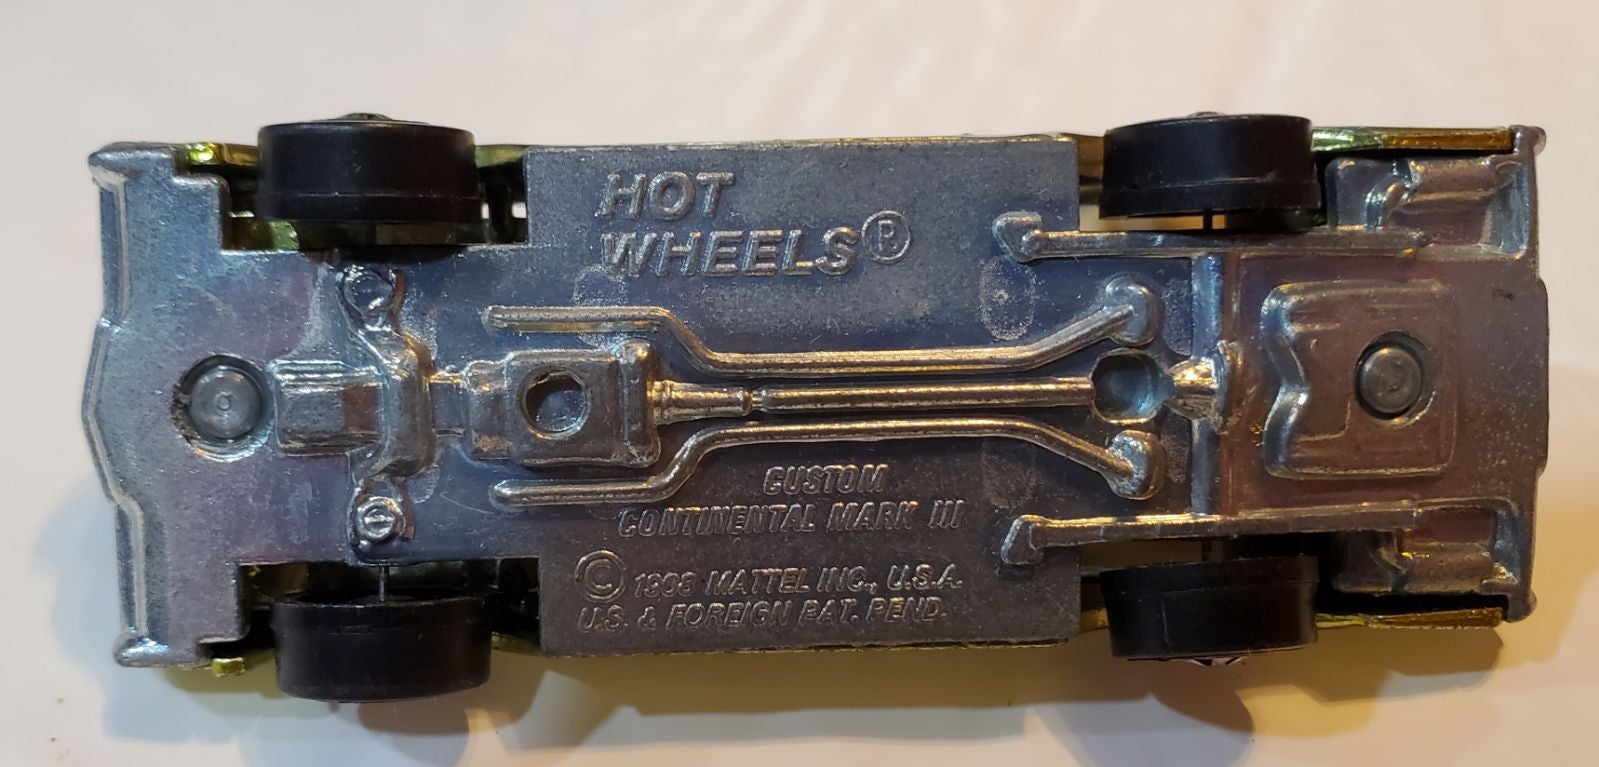 HOT
WHEELS®
CUSTOM
CONTINENTAL MARK III
© 1968 MATTEL INC., U.S.A.
U.S. & FOREIGN PAT. PEND.